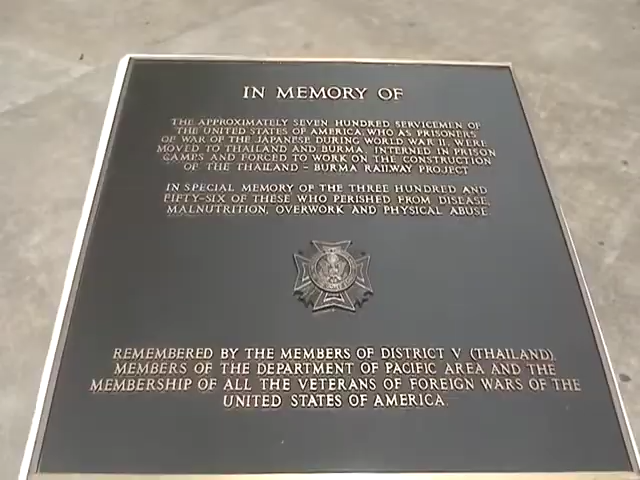 IN MEMORY OF
THE APPROXIMATELY SEVEN HUNDRED SERVICEMEN OF
THE UNITED STATES OF AMERICA, WHO AS PRISONERS
OF WAR OF THE JAPANESE DURING WORLD WAR II, WERE
MOVED TO THAILAND AND BURMA, INTERNED IN PRISON
CAMPS AND FORCED TO WORK ON THE CONSTRUCTION
OF THE THAILAND - BURMA RAILWAY PROJECT
IN SPECIAL MEMORY OF THE THREE HUNDRED AND
FIFTY-SIX OF THESE WHO PERISHED FROM DISEASE,
MALNUTRITION, OVERWORK AND PHYSICAL ABUSE
REMEMBERED BY THE MEMBERS OF DISTRICT V (THAILAND)
MEMBERS OF THE DEPARTMENT OF PACIFIC AREA AND THE
MEMBERSHIP OF ALL THE VETERANS OF FOREIGN WARS OF THE
UNITED STATES OF AMERICA.